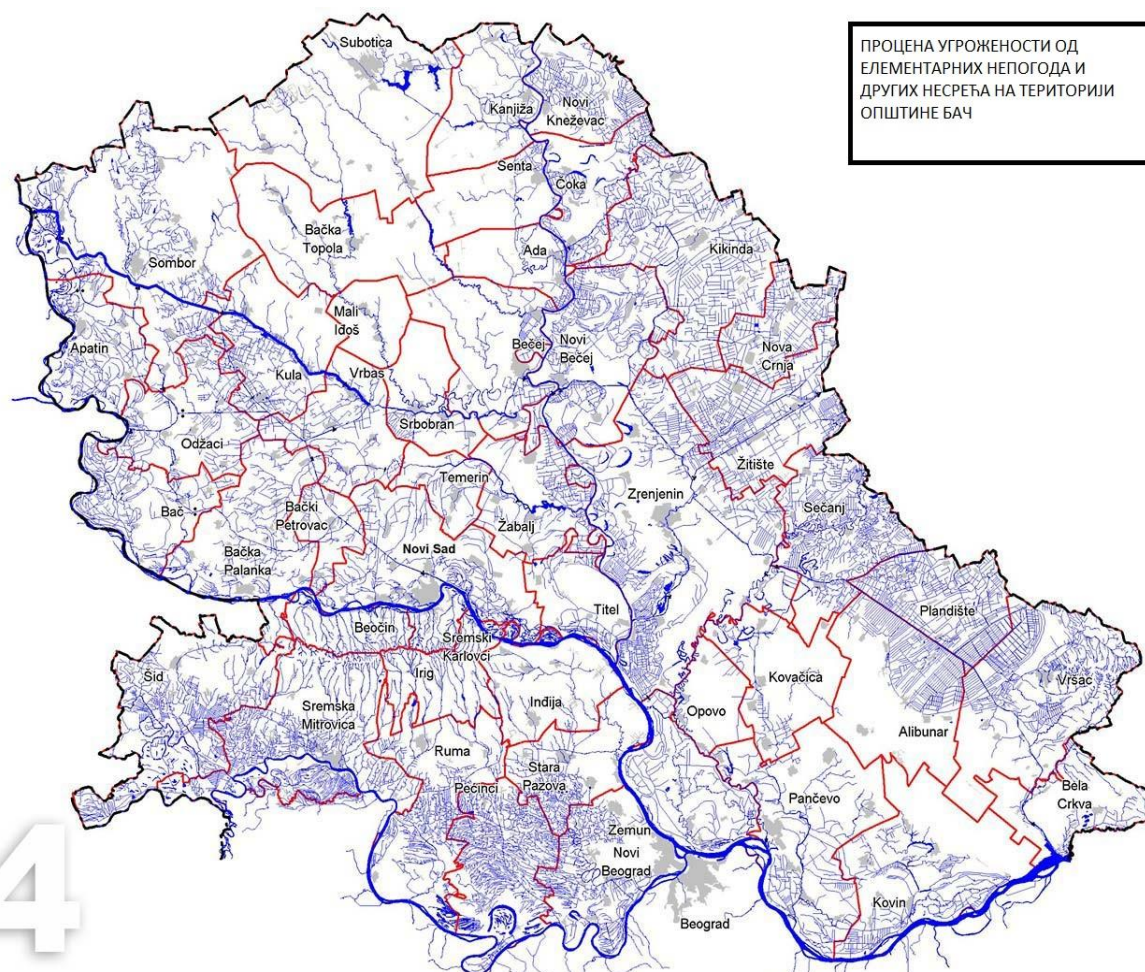 ПРОЦЕНА УГРОЖЕНОСТИ ОД
ЕЛЕМЕНТАРНИХ НЕПОГОДА И
ДРУГИХ НЕСРЕЋА НА ТЕРИТОРИЈИ
ОПШТИНЕ БАЧ
Subotica
Kanjiža
Novi
Kneževac
Senta
Čoka
Bačka
Topola
Ada
Kikinda
Sombor
Mali
Iđoš
Apatin
Kula
Vrbas
Bečej
Novi
Bečej
Nova
Crnja
Srbobran
Odžaci
Žitište
Temerin
Zrenjenin
Sečanj
Bač
Bački
Petrovac
Žabalj
Bačka
Palanka
Novi Sad
Titel
Plandište
Beočin
Sremski
Karlovci
Šid
Irig
Kovačica
Vršac
Sremska
Mitrovica
Inđija
Opovo
Alibunar
Ruma
Stara
Pazova
Pećinci
Pančevo
Bela
Crkva
Zemun
Novi
Beograd
Kovin
Beograd
4